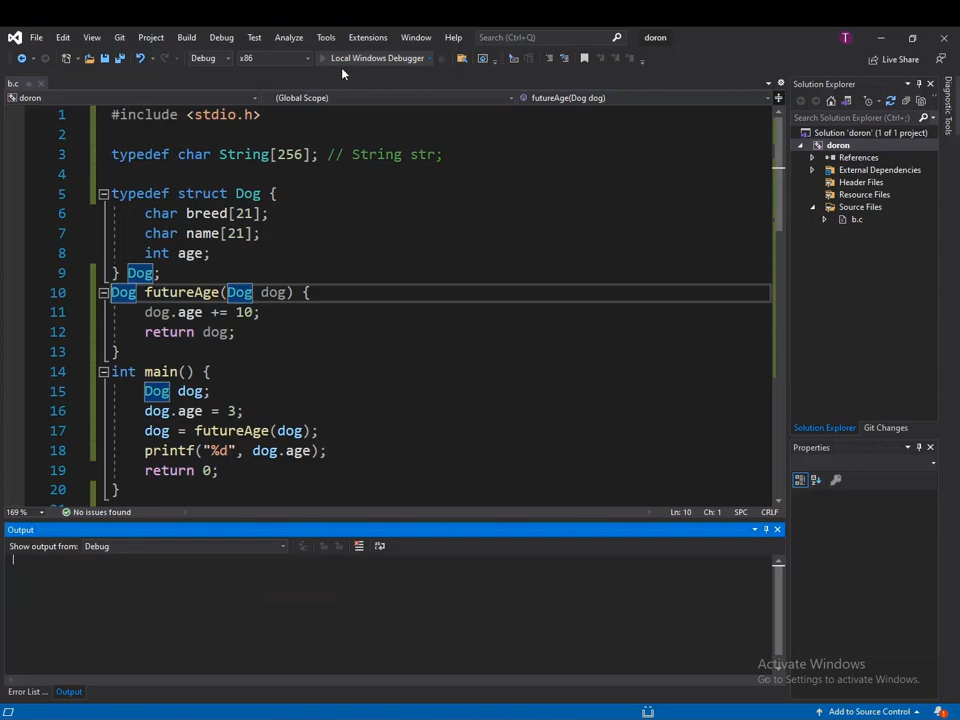 File Edit View Git Project Build Debug Test Analyze Tools Extensions Window Help Search (Ctrl+;) doron T
Debug x86 Local Windows Debugger Live Share
b.c
doron (Global Scope) futureAge(Dog dog)
1 #include <stdio.h>
2
3 typedef char String[256]; // String str;
4
5 typedef struct Dog {
6 char breed[21];
7 char name[21];
8 int age;
9 } Dog;
10 Dog futureAge(Dog dog) {
11 dog.age += 10;
12 return dog;
13 }
14 int main() {
15 Dog dog;
16 dog.age = 3;
17 dog = futureAge(dog);
18 printf("%d", dog.age);
19 return 0;
20 }
169 % No issues found Ln: 10 Ch: 1 SPC CRLF
Output
Show output from: Debug
Error List ... Output
Solution Explorer
Search Solution Explorer (Ctrl+;)
Solution 'doron' (1 of 1 project)
doron
References
External Dependencies
Header Files
Resource Files
Source Files
b.c
Solution Explorer Git Changes
Properties
Diagnostic Tools
Activate Windows
Go to Settings to activate Windows.
Add to Source Control 1